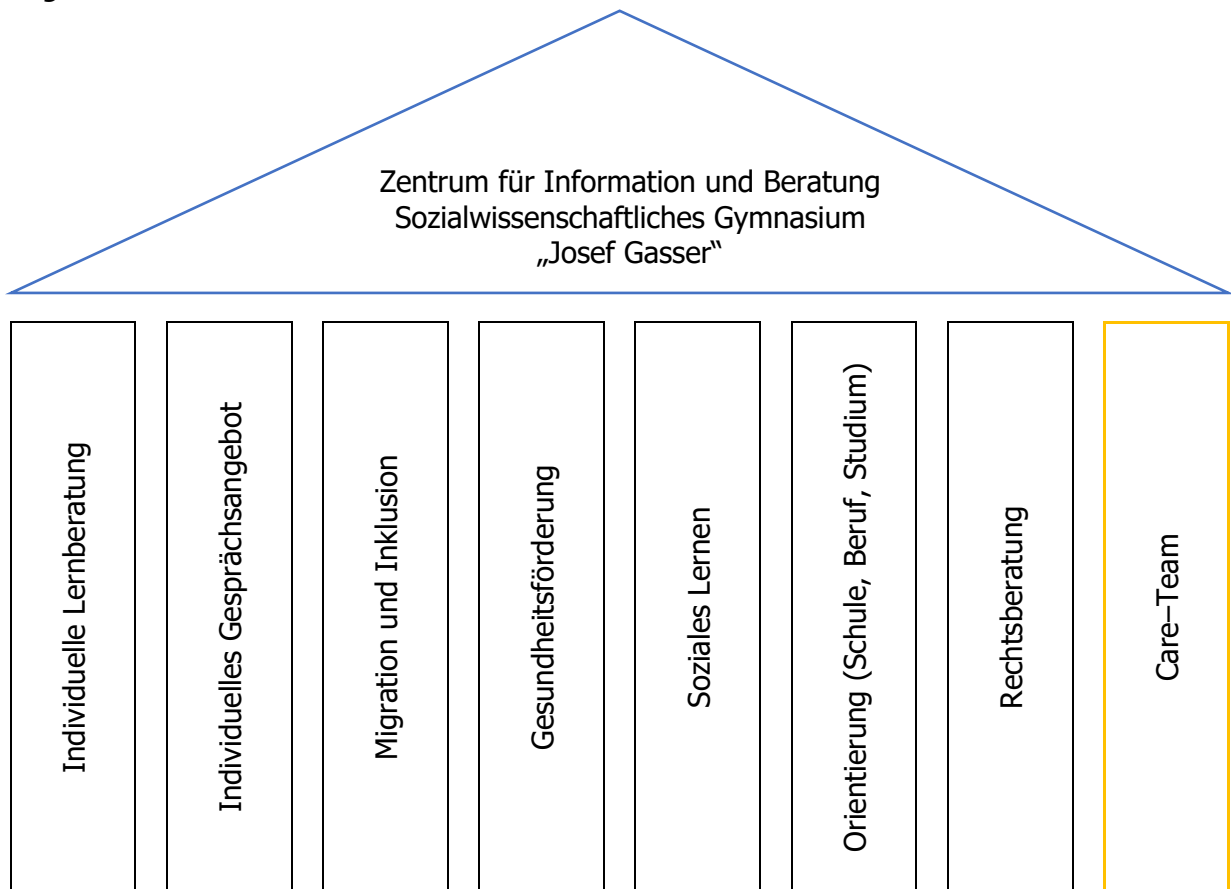 Zentrum für Information und Beratung
Sozialwissenschaftliches Gymnasium
„Josef Gasser“
Individuelle Lernberatung
Individuelles Gesprächsangebot
Migration und Inklusion
Gesundheitsförderung
Soziales Lernen
Orientierung (Schule, Beruf, Studium)
Rechtsberatung
Care–Team